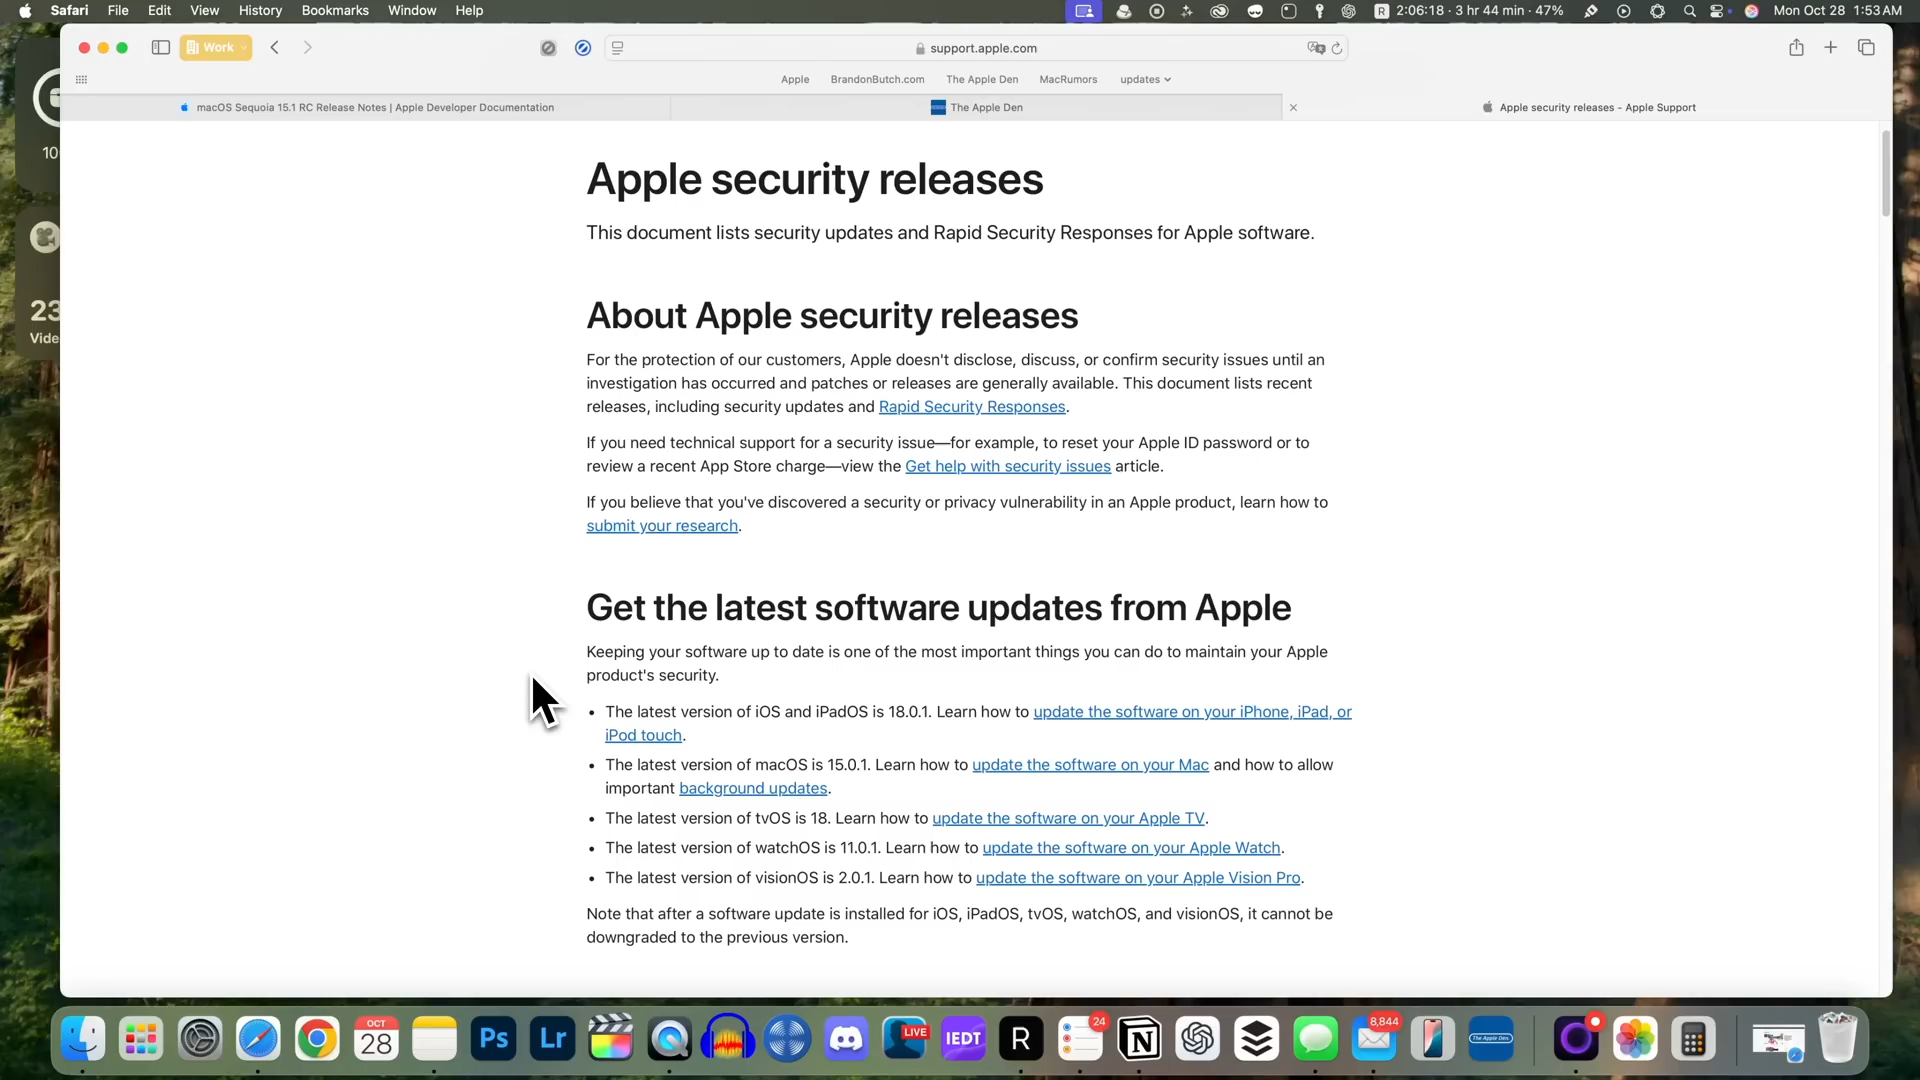 Safari File Edit View History Bookmarks Window Help
R 2:06:18 · 3 hr 44 min · 47% Mon Oct 28 1:53 AM
Work support.apple.com
Apple BrandonButch.com The Apple Den MacRumors updates
macOS Sequoia 15.1 RC Release Notes | Apple Developer Documentation The Apple Den Apple security releases - Apple Support
10
23
Vide
Apple security releases
This document lists security updates and Rapid Security Responses for Apple software.
About Apple security releases
For the protection of our customers, Apple doesn't disclose, discuss, or confirm security issues until an
investigation has occurred and patches or releases are generally available. This document lists recent
releases, including security updates and Rapid Security Responses.
If you need technical support for a security issue—for example, to reset your Apple ID password or to
review a recent App Store charge—view the Get help with security issues article.
If you believe that you've discovered a security or privacy vulnerability in an Apple product, learn how to
submit your research.
Get the latest software updates from Apple
Keeping your software up to date is one of the most important things you can do to maintain your Apple
product's security.
• The latest version of iOS and iPadOS is 18.0.1. Learn how to update the software on your iPhone, iPad, or
iPod touch.
• The latest version of macOS is 15.0.1. Learn how to update the software on your Mac and how to allow
important background updates.
• The latest version of tvOS is 18. Learn how to update the software on your Apple TV.
• The latest version of watchOS is 11.0.1. Learn how to update the software on your Apple Watch.
• The latest version of visionOS is 2.0.1. Learn how to update the software on your Apple Vision Pro.
Note that after a software update is installed for iOS, iPadOS, tvOS, watchOS, and visionOS, it cannot be
downgraded to the previous version.
OCT
28 Ps Lr LIVE IEDT R 24 N 8,844 The Apple Den